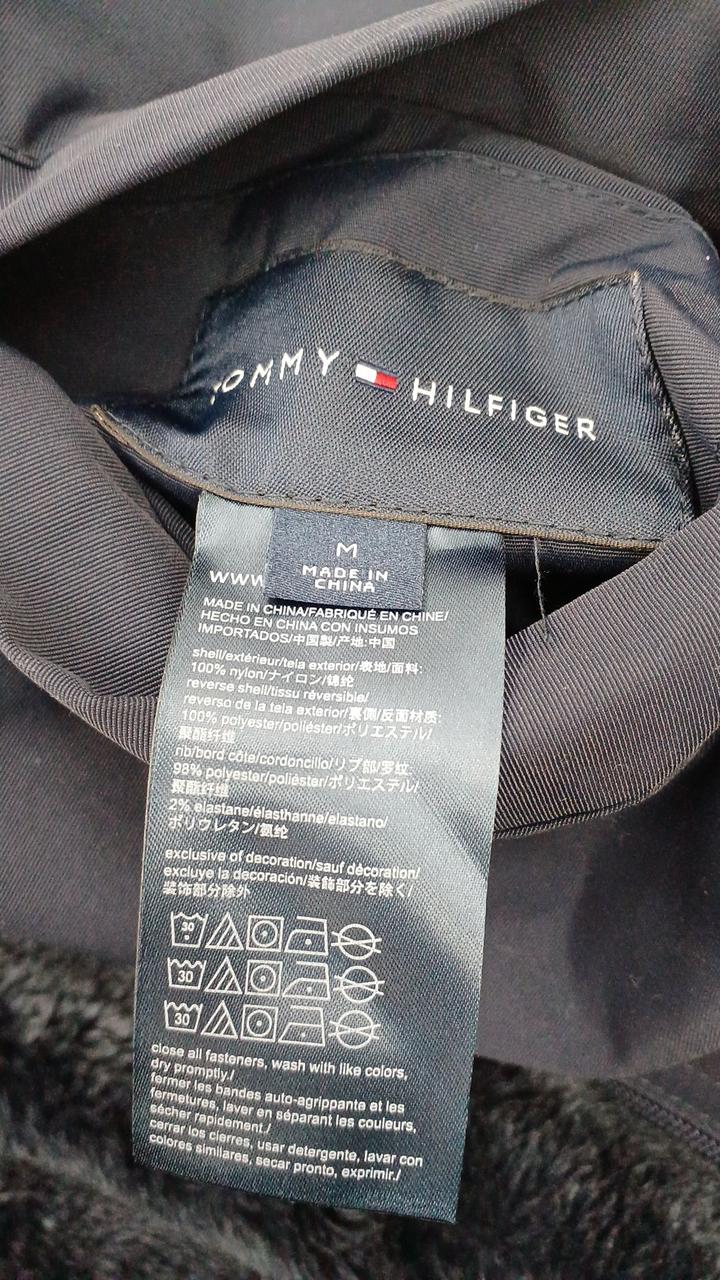 TOMMY HILFIGER
M
MADE IN
CHINA
www
MADE IN CHINA/FABRIQUÉ EN CHINE/
HECHO EN CHINA CON INSUMOS
IMPORTADOS/中国製/产地:中国
shell/extérieur/tela exterior/表地/面料:
100% nylon/ナイロン/锦纶
reverse shell/tissu réversible/
reverso de la tela exterior/裏側/反面材质:
100% polyester/poliéster/ポリエステル/
聚酯纤维
rib/bord côte/cordoncillo/リブ部/罗纹:
98% polyester/poliéster/ポリエステル/
聚酯纤维
2% elastane/élasthanne/elastano/
ポリウレタン/氨纶
exclusive of decoration/sauf décoration/
excluye la decoración/装飾部分を除く/
装饰部分除外
30
30
30
close all fasteners, wash with like colors,
dry promptly./
fermer les bandes auto-agrippante et les
fermetures, laver en séparant les couleurs,
sécher rapidement./
cerrar los cierres, usar detergente, lavar con
colores similares, secar pronto, exprimir./